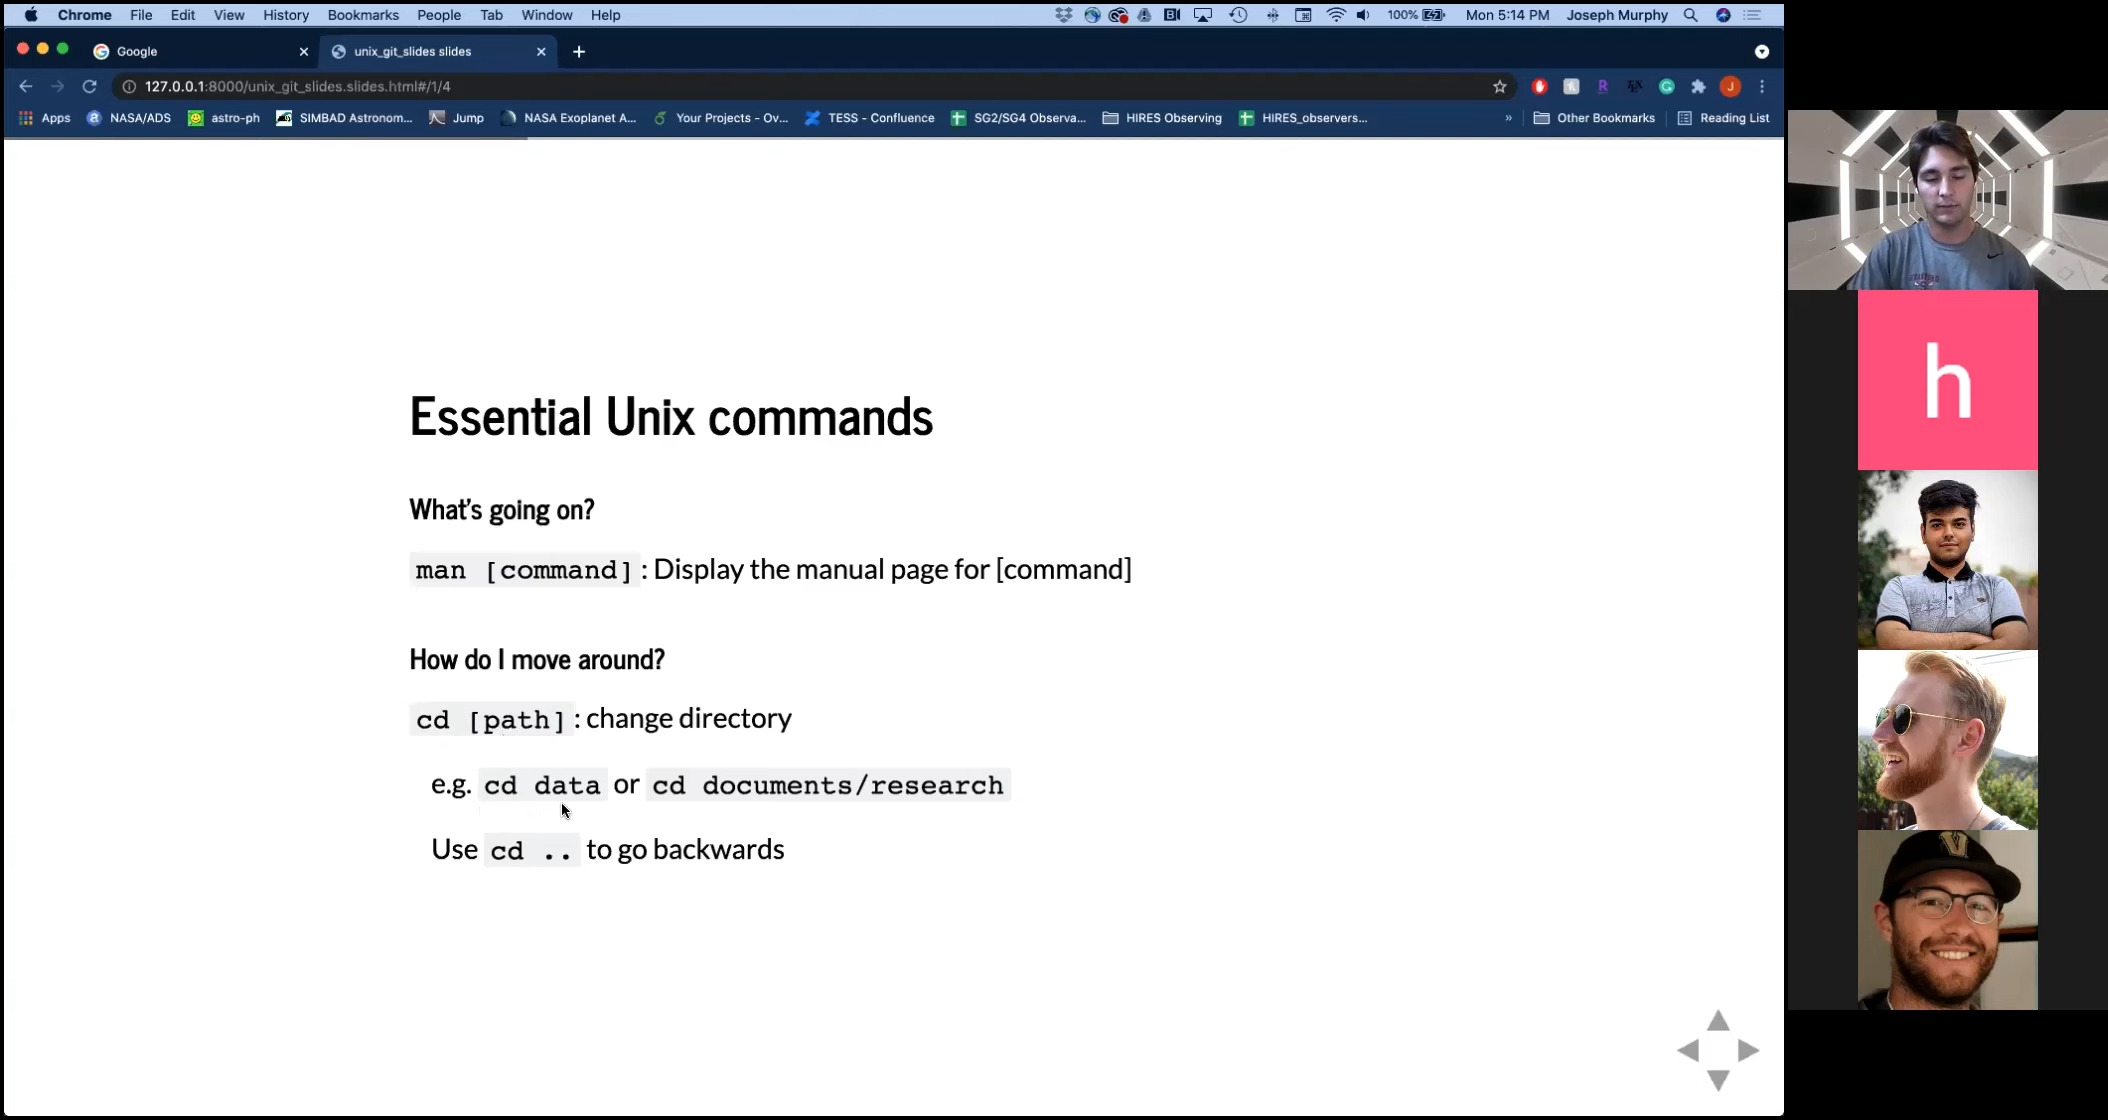 Chrome File Edit View History Bookmarks People Tab Window Help 100% Mon 5:14 PM Joseph Murphy
Google unix_git_slides slides
127.0.0.1:8000/unix_git_slides.slides.html#/1/4
Apps NASA/ADS astro-ph SIMBAD Astronom... Jump NASA Exoplanet A... Your Projects - Ov... TESS - Confluence SG2/SG4 Observa... HIRES Observing HIRES_observers... » Other Bookmarks Reading List
Essential Unix commands
What's going on?
man [command] : Display the manual page for [command]
How do I move around?
cd [path] : change directory
e.g. cd data or cd documents/research
Use cd .. to go backwards
h